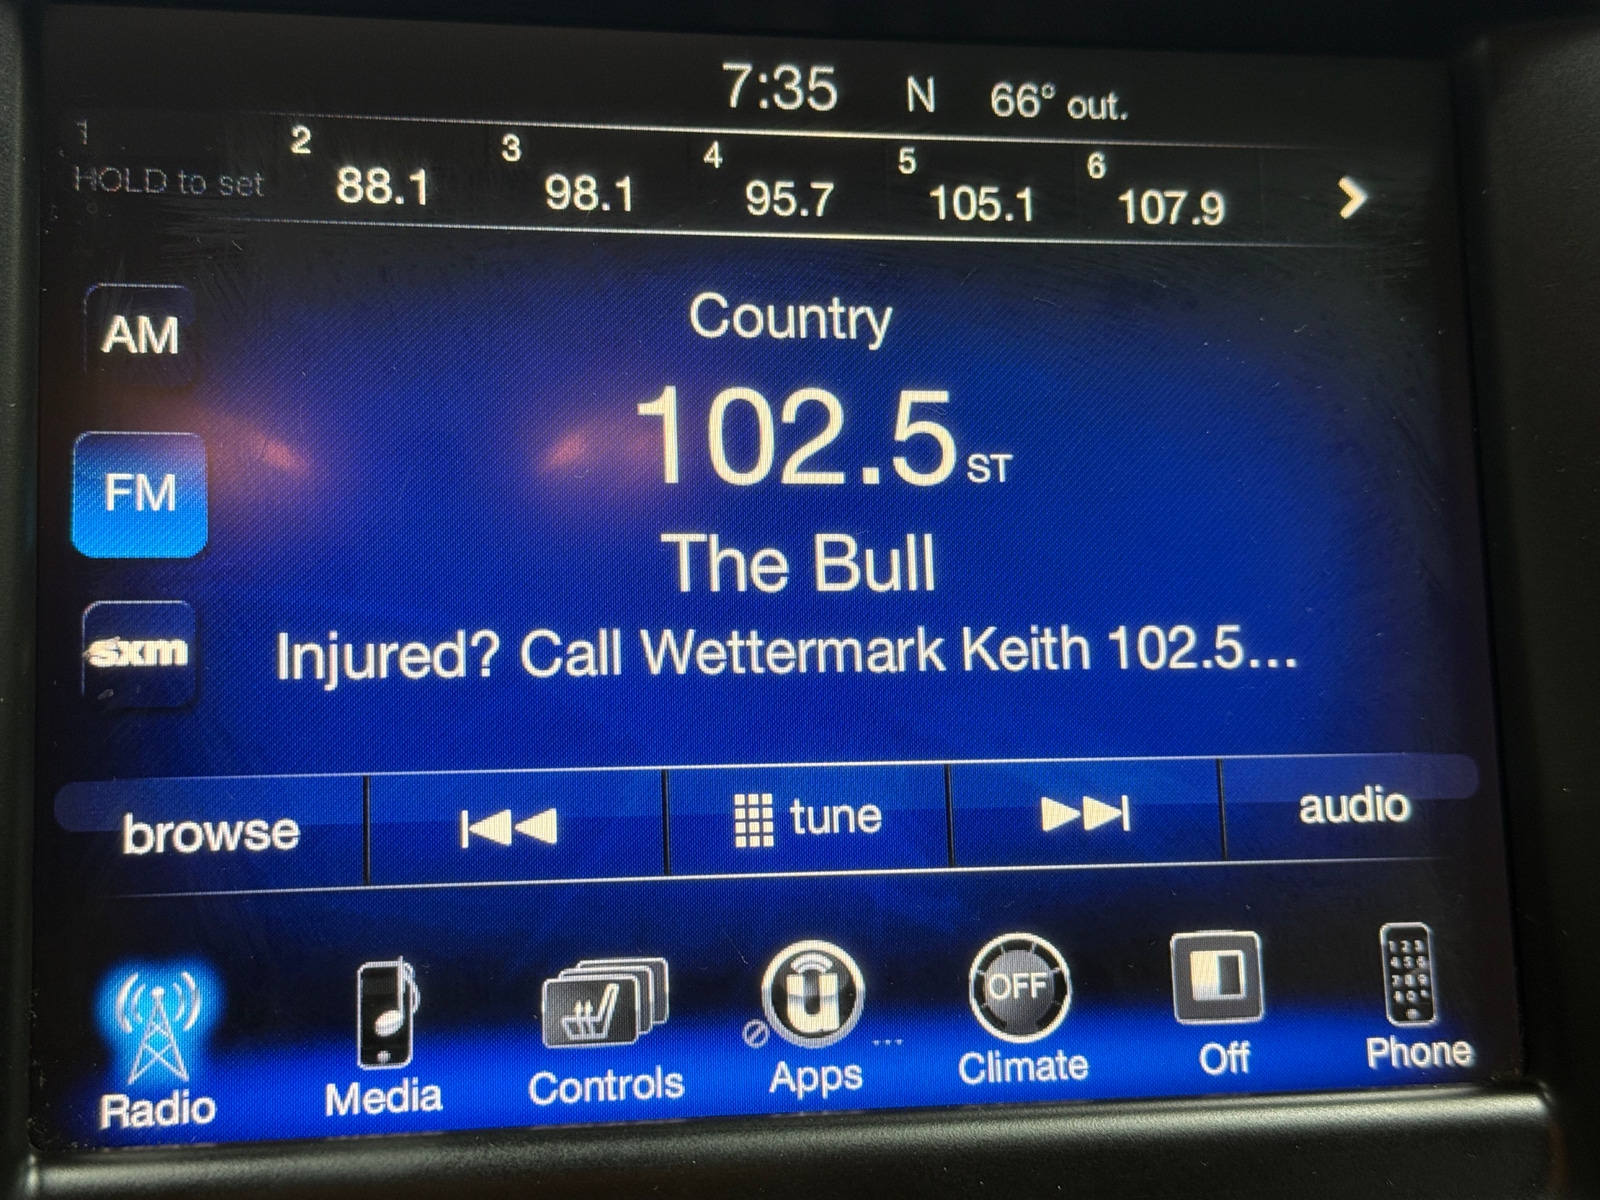 7:35 N 66° out.
1 2 3 4 5 6
HOLD to set 88.1 98.1 95.7 105.1 107.9
AM
Country
102.5 ST
FM
The Bull
sxm
Injured? Call Wettermark Keith 102.5...
browse tune audio
OFF
Radio Media Controls Apps Climate Off Phone